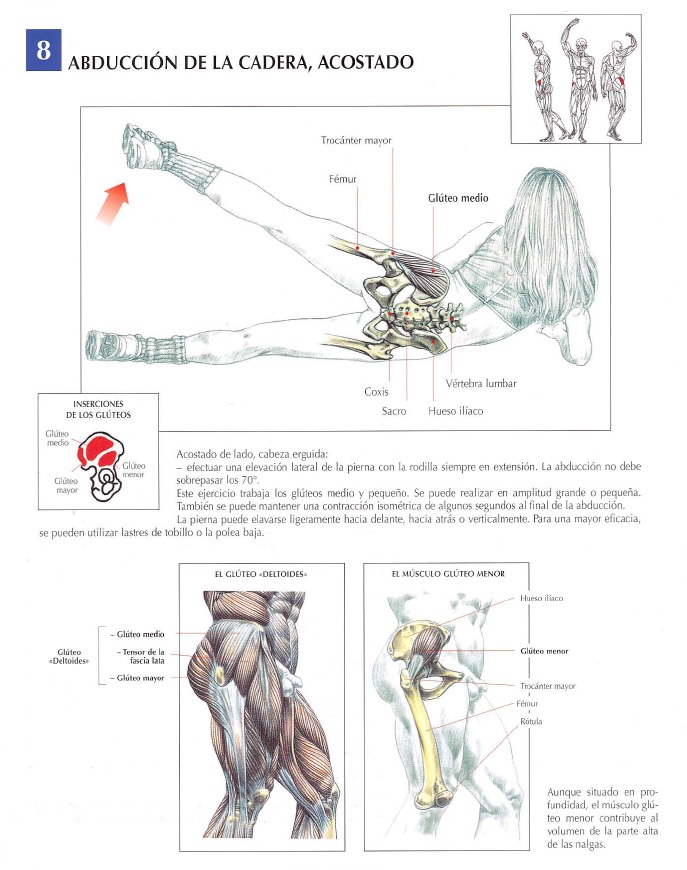 8
ABDUCCIÓN DE LA CADERA, ACOSTADO
Trocánter mayor
Fémur
Glúteo medio
Vértebra lumbar
Coxis
Sacro
Hueso ilíaco
INSERCIONES
DE LOS GLÚTEOS
Glúteo
medio
Glúteo
menor
Glúteo
mayor
Acostado de lado, cabeza erguida:
– efectuar una elevación lateral de la pierna con la rodilla siempre en extensión. La abducción no debe
sobrepasar los 70°.
Este ejercicio trabaja los glúteos medio y pequeño. Se puede realizar en amplitud grande o pequeña.
También se puede mantener una contracción isométrica de algunos segundos al final de la abducción.
La pierna puede elavarse ligeramente hacia delante, hacia atrás o verticalmente. Para una mayor eficacia,
se pueden utilizar lastres de tobillo o la polea baja.
EL GLÚTEO «DELTOIDES»
Glúteo
«Deltoides»
– Glúteo medio
– Tensor de la
fascia lata
– Glúteo mayor
EL MÚSCULO GLÚTEO MENOR
Hueso ilíaco
Glúteo menor
Trocánter mayor
Fémur
Rótula
Aunque situado en pro-
fundidad, el músculo glú-
teo menor contribuye al
volumen de la parte alta
de las nalgas.